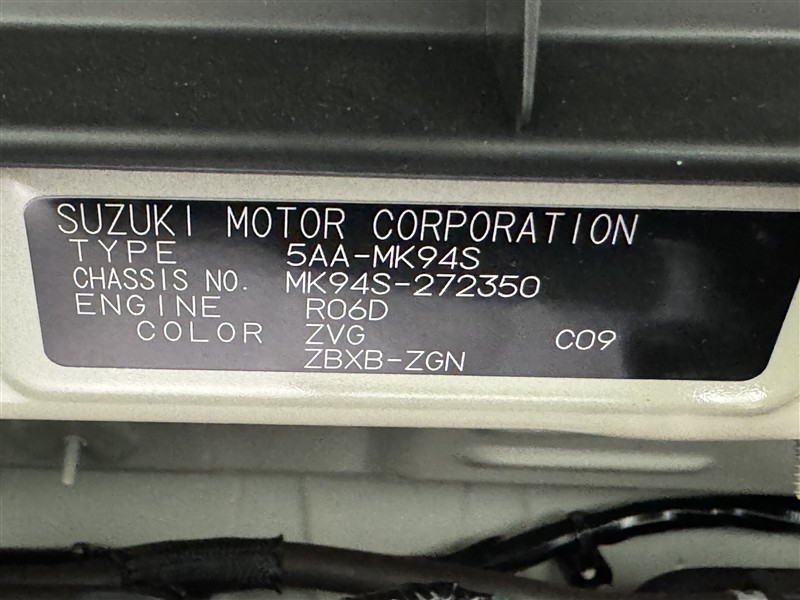 SUZUKI MOTOR CORPORATION
TYPE 5AA-MK94S
CHASSIS NO. MK94S-272350
ENGINE R06D
COLOR ZVG C09
ZBXB-ZGN